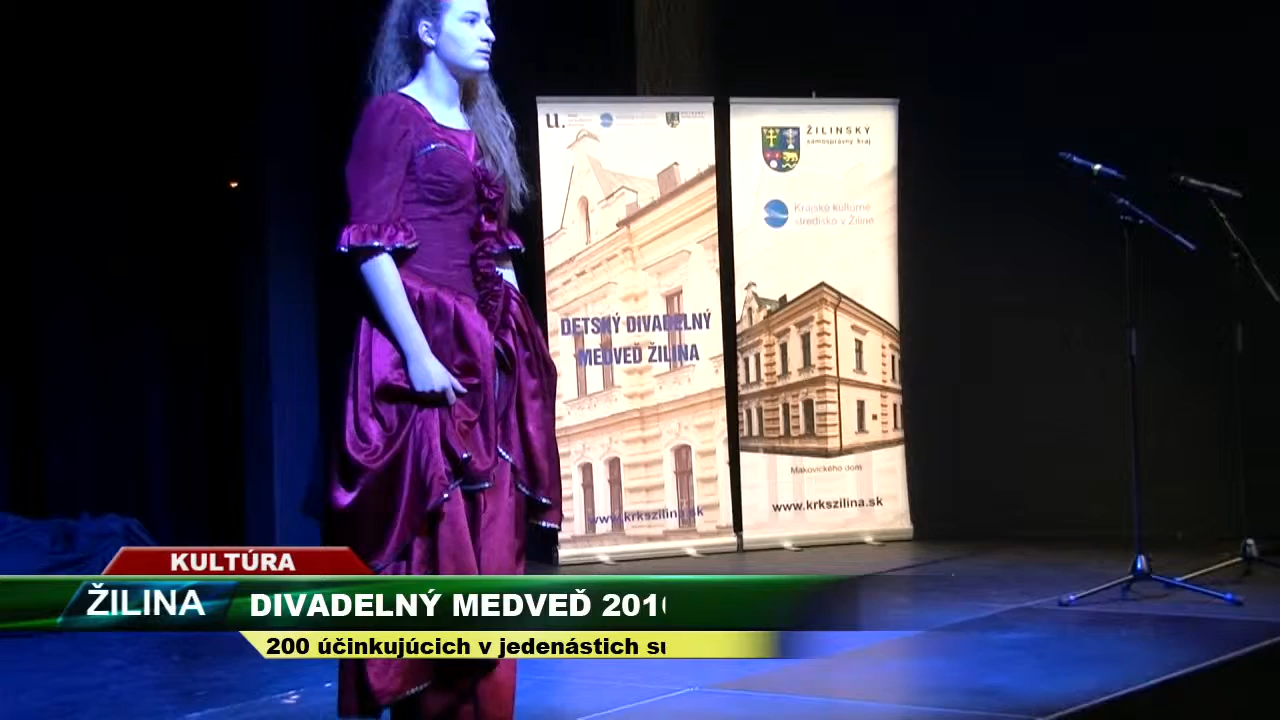 u.
ŽILINSKÝ
samosprávny kraj
Krajské kultúrne
stredisko v Žiline
DETSKÝ DIVADELNÝ
MEDVEĎ ŽILINA
Makovického dom
www.krkszilina.sk
www.krkszilina.sk
KULTÚRA
ŽILINA
DIVADELNÝ MEDVEĎ 201
200 účinkujúcich v jedenástich